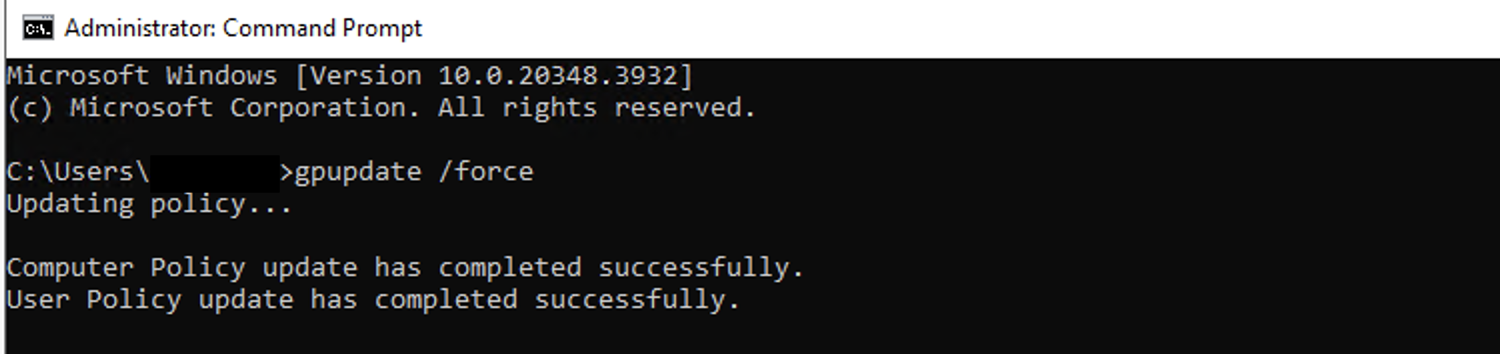 Administrator: Command Prompt
Microsoft Windows [Version 10.0.20348.3932]
(c) Microsoft Corporation. All rights reserved.
C:\Users\ >gpupdate /force
Updating policy...
Computer Policy update has completed successfully.
User Policy update has completed successfully.